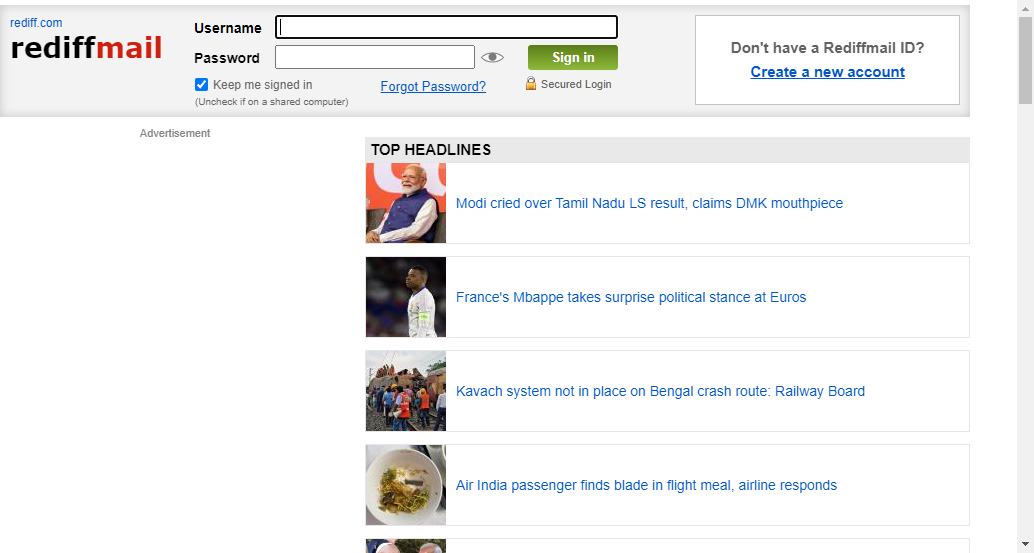 rediff.com
rediffmail
Username
Password
Sign in
Keep me signed in
(Uncheck if on a shared computer)
Forgot Password?
Secured Login
Don't have a Rediffmail ID?
Create a new account
Advertisement
TOP HEADLINES
Modi cried over Tamil Nadu LS result, claims DMK mouthpiece
France's Mbappe takes surprise political stance at Euros
Kavach system not in place on Bengal crash route: Railway Board
Air India passenger finds blade in flight meal, airline responds